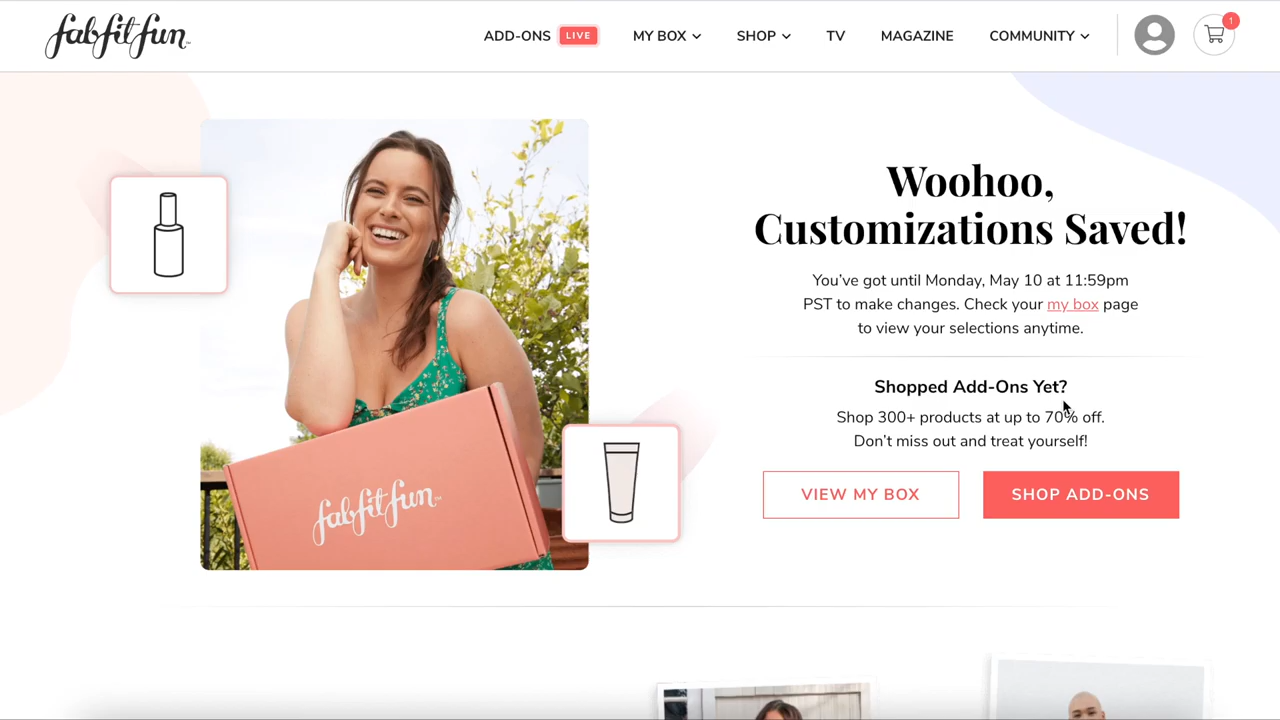 fabfitfun™
ADD-ONS LIVE MY BOX SHOP TV MAGAZINE COMMUNITY 1
Woohoo,
Customizations Saved!
You've got until Monday, May 10 at 11:59pm
PST to make changes. Check your my box page
to view your selections anytime.
Shopped Add-Ons Yet?
Shop 300+ products at up to 70% off.
Don't miss out and treat yourself!
VIEW MY BOX SHOP ADD-ONS
fabfitfun™